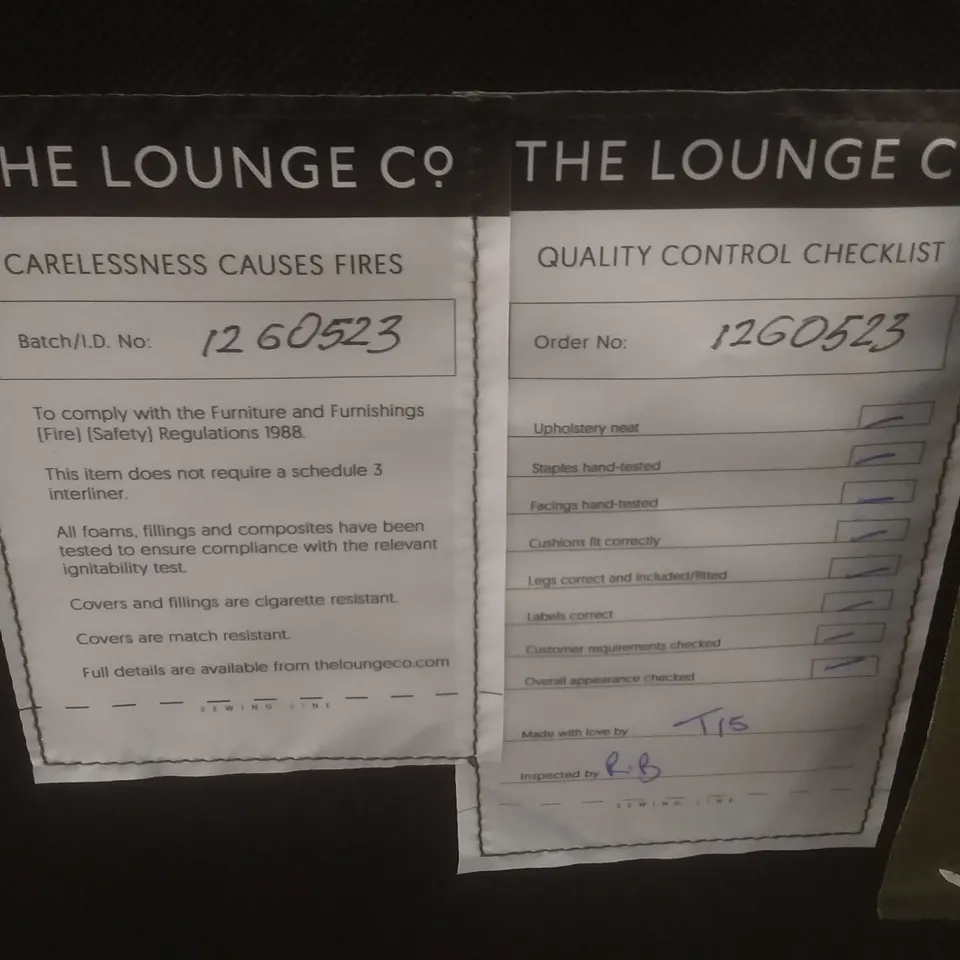 HE LOUNGE Co
CARELESSNESS CAUSES FIRES
Batch/I.D. No: 1260523
To comply with the Furniture and Furnishings
[Fire] [Safety] Regulations 1988.
This item does not require a schedule 3
interliner.
All foams, fillings and composites have been
tested to ensure compliance with the relevant
ignitability test.
Covers and fillings are cigarette resistant.
Covers are match resistant.
Full details are available from theloungeco.com
SEWING LINE
THE LOUNGE C
QUALITY CONTROL CHECKLIST
Order No: 1260523
Upholstery neat
Staples hand-tested
Facings hand-tested
Cushions fit correctly
Legs correct and included/fitted
Labels correct
Customer requirements checked
Overall appearance checked
Made with love by T15
Inspected by R.B
SEWING LINE